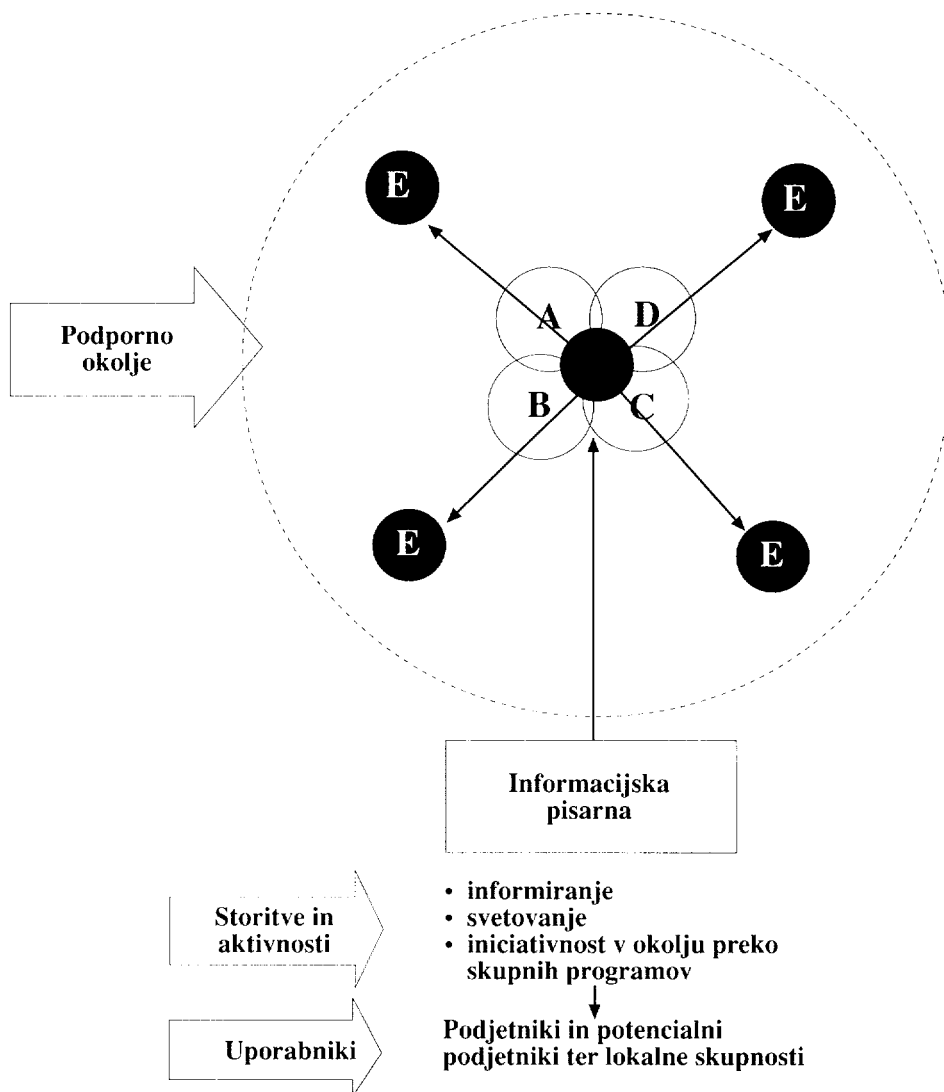 E
E
A
D
Podporno
okolje
B
C
E
E
Informacijska
pisarna
Storitve in
aktivnosti
• informiranje
• svetovanje
• iniciativnost v okolju preko
skupnih programov
Uporabniki
Podjetniki in potencialni
podjetniki ter lokalne skupnosti